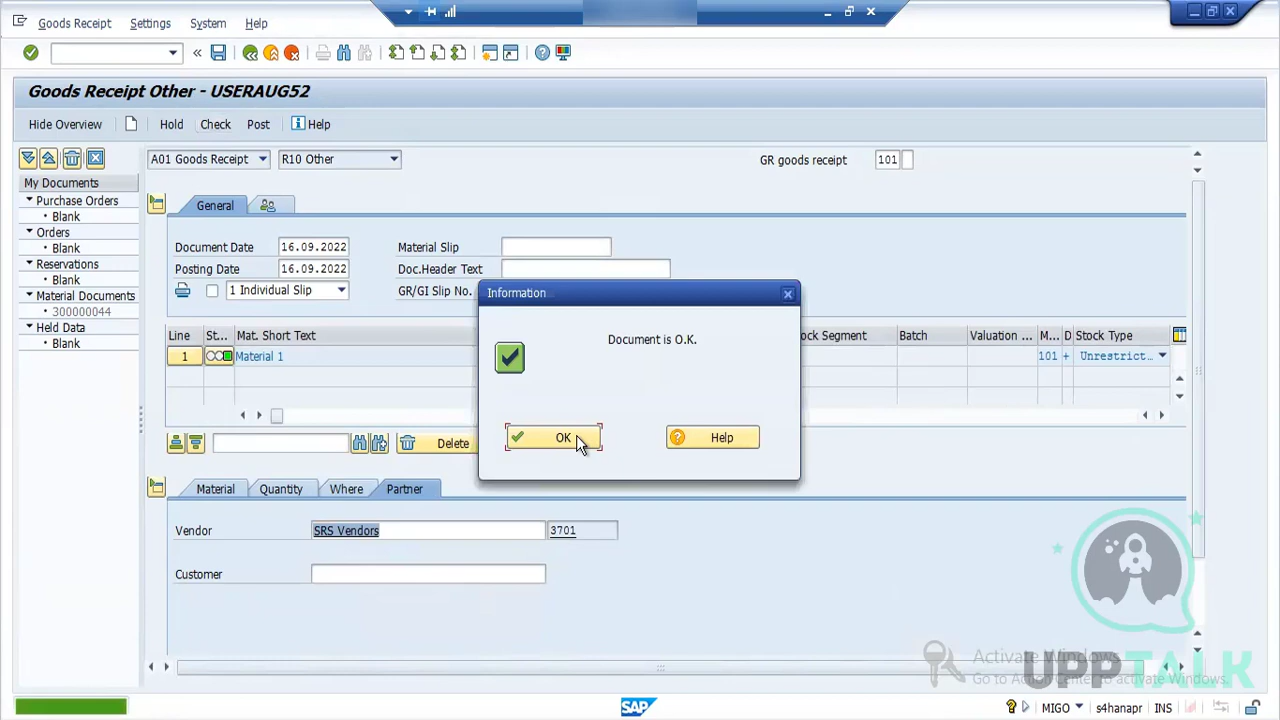 Goods Receipt Settings System Help
Goods Receipt Other - USERAUG52
Hide Overview Hold Check Post Help
A01 Goods Receipt R10 Other GR goods receipt 101
My Documents
Purchase Orders
Blank
Orders
Blank
Reservations
Blank
Material Documents
300000044
Held Data
Blank
General
Document Date 16.09.2022 Material Slip
Posting Date 16.09.2022 Doc.Header Text
1 Individual Slip GR/GI Slip No.
Line St... Mat. Short Text ock Segment Batch Valuation ... M... D Stock Type
1 Material 1 101 + Unrestrict...
Delete
Information
Document is O.K.
OK Help
Material Quantity Where Partner
Vendor SRS Vendors 3701
Customer
Activate Windows
Go to Action Center to activate Windows.
UPPTALK
SAP MIGO s4hanapr INS